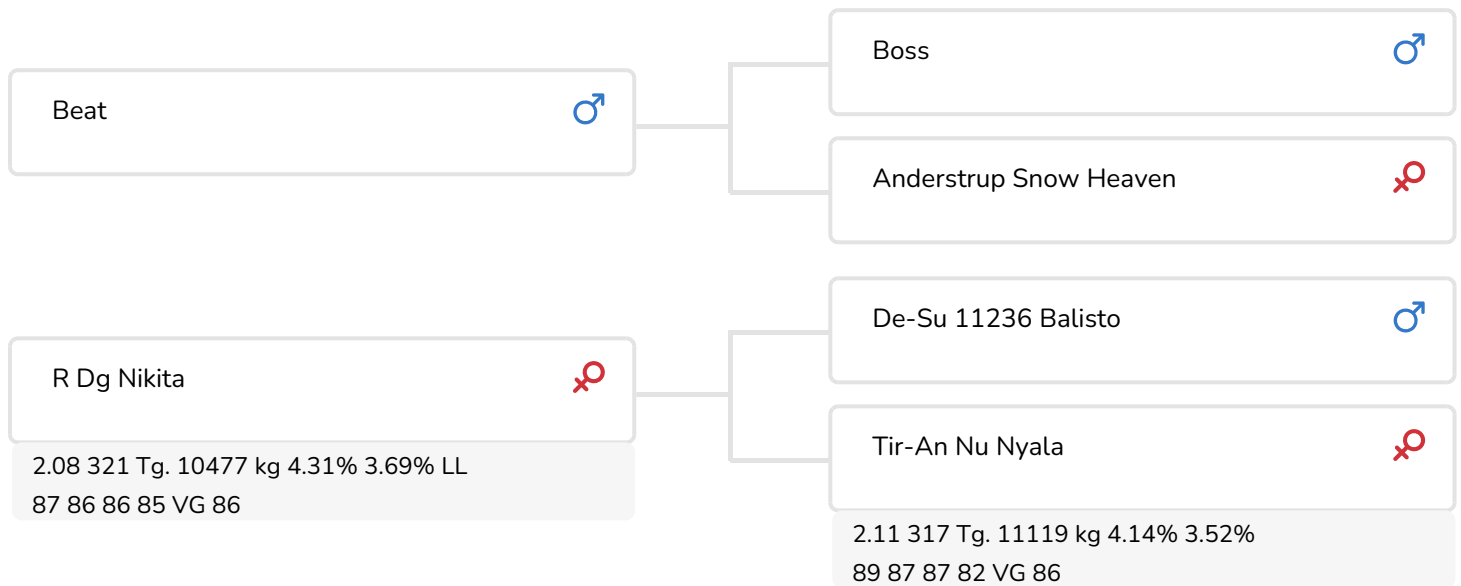 Boss
Beat
Anderstrup Snow Heaven
De-Su 11236 Balisto
R Dg Nikita
2.08 321 Tg. 10477 kg 4.31% 3.69% LL
87 86 86 85 VG 86
Tir-An Nu Nyala
2.11 317 Tg. 11119 kg 4.14% 3.52%
89 87 87 82 VG 86